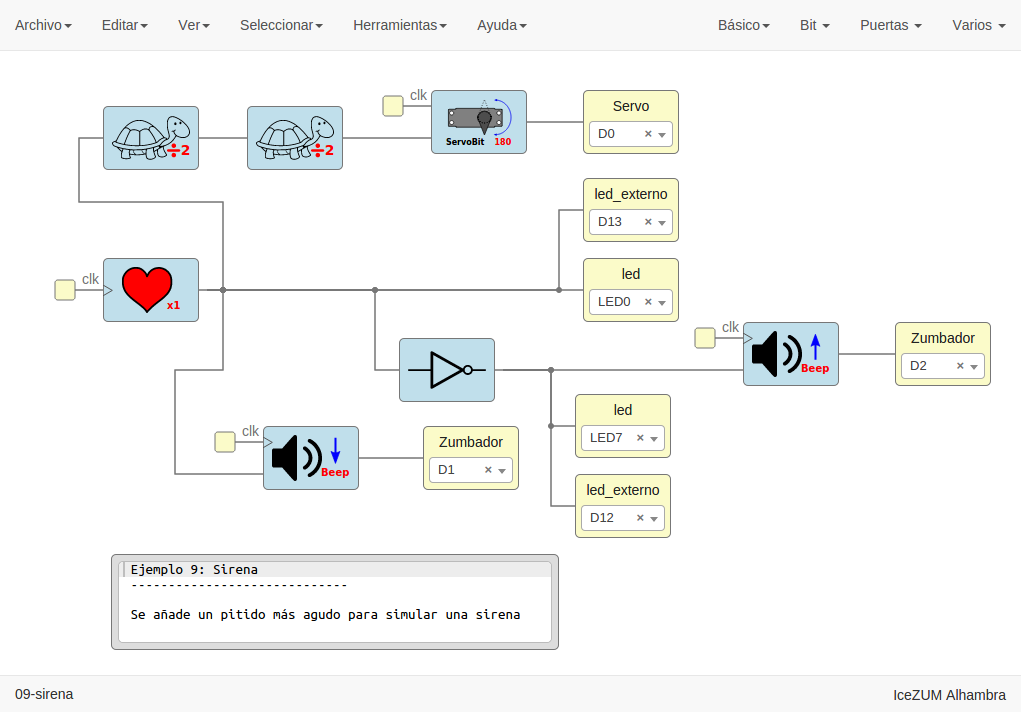 Archivo Editar Ver Seleccionar Herramientas Ayuda Básico Bit Puertas Varios
clk
÷2
÷2
ServoBit 180
Servo
D0 ×
led_externo
D13 ×
clk
x1
led
LED0 ×
clk
Beep
Zumbador
D2 ×
led
LED7 ×
clk
Beep
Zumbador
D1 ×
led_externo
D12 ×
Ejemplo 9: Sirena
-----------------------------
Se añade un pitido más agudo para simular una sirena
09-sirena IceZUM Alhambra